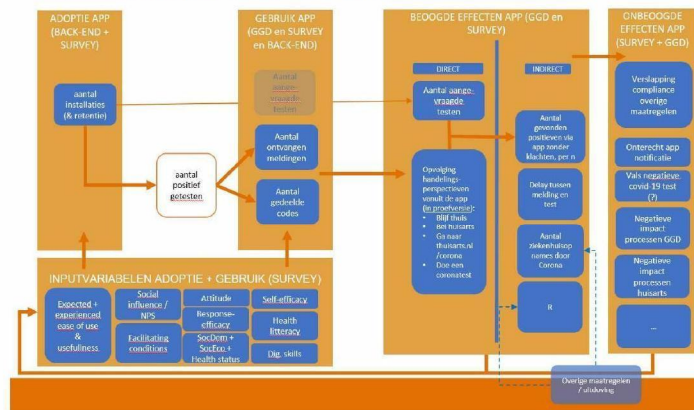 ADOPTIE APP
(BACK-END +
SURVEY)
aantal
installaties
(& retentie)
aantal
positief
getesten
GEBRUIK APP
(GGD en SURVEY
en BACK-END)
Aantal
aange-
vraagde
testen
Aantal
ontvangen
meldingen
Aantal
gedeelde
codes
BEOOGDE EFFECTEN APP (GGD en
SURVEY)
DIRECT
Aantal aange-
vraagde
testen
Opvolging
handelings-
perspectieven
vanuit de app
(in proefversie):
• Blijf thuis
• Bel huisarts
• Ga naar
thuisarts.nl
/corona
• Doe een
coronatest
INDIRECT
Aantal
gevonden
positieven via
app zonder
klachten, per n
Delay tussen
melding en
test
Aantal
ziekenhuisop
names door
Corona
R
ONBEOOGDE
EFFECTEN APP
(SURVEY + GGD)
Verslapping
compliance
overige
maatregelen
Onterecht app
notificatie
Vals negatieve
covid-19 test
(?)
Negatieve
impact
processen GGD
Negatieve
impact
processen
huisarts
...
INPUTVARIABELEN ADOPTIE + GEBRUIK (SURVEY)
Expected +
experienced
ease of use
&
usefullness
Social
influence /
NPS
Facilitating
conditions
Attitude
Response-
efficacy
SocDem +
SocEco +
Health status
Self-efficacy
Health
litteracy
Dig. skills
Overige maatregelen
/ uitdoving